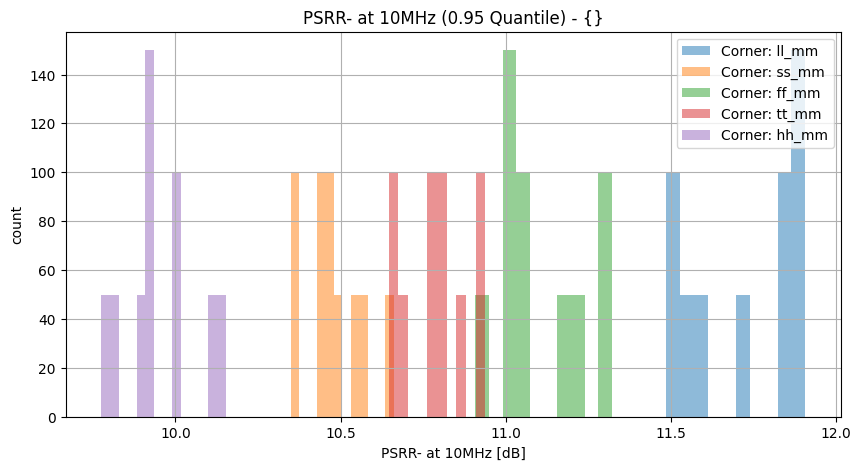 PSRR- at 10MHz (0.95 Quantile) - {}
Corner: ll_mm
Corner: ss_mm
Corner: ff_mm
Corner: tt_mm
Corner: hh_mm
140
120
100
80
60
40
20
0
count
10.0 10.5 11.0 11.5 12.0
PSRR- at 10MHz [dB]